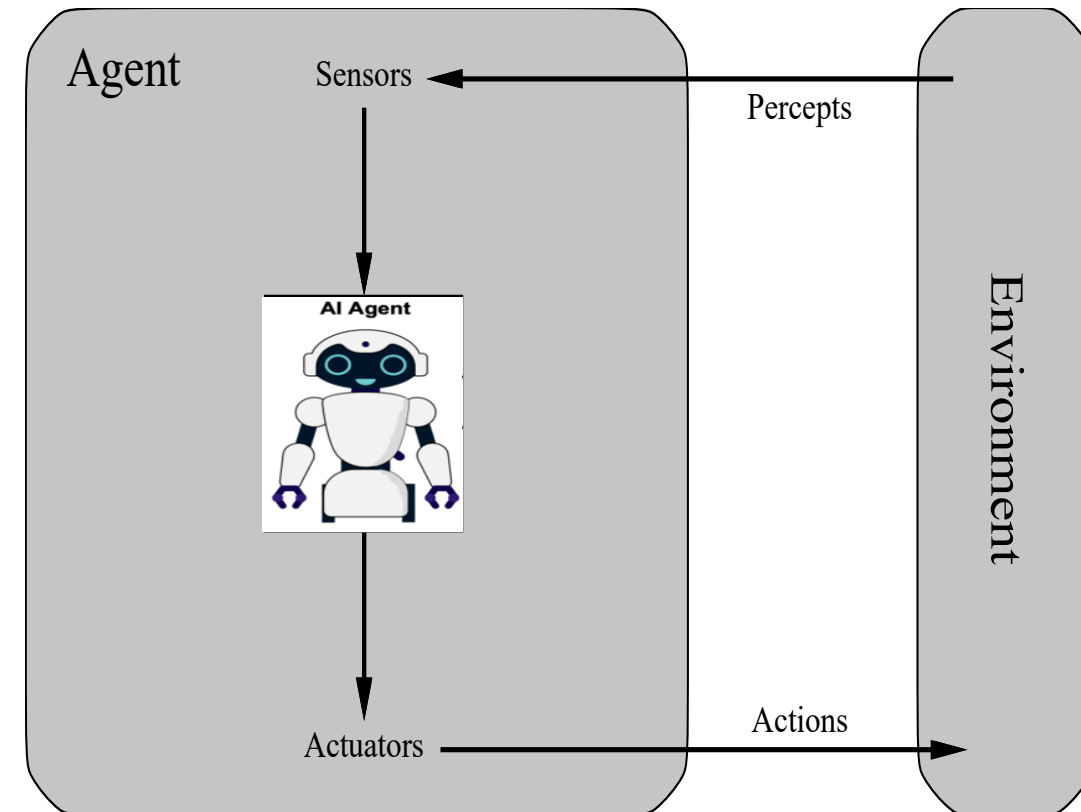 Agent
Sensors
Percepts
AI Agent
Environment
Actions
Actuators